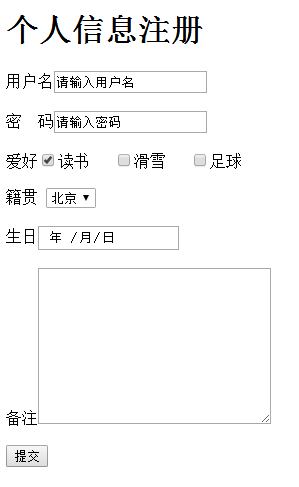 个人信息注册
用户名 请输入用户名
密 码 请输入密码
爱好 读书 滑雪 足球
籍贯 北京
生日 年 /月/日
备注
提交